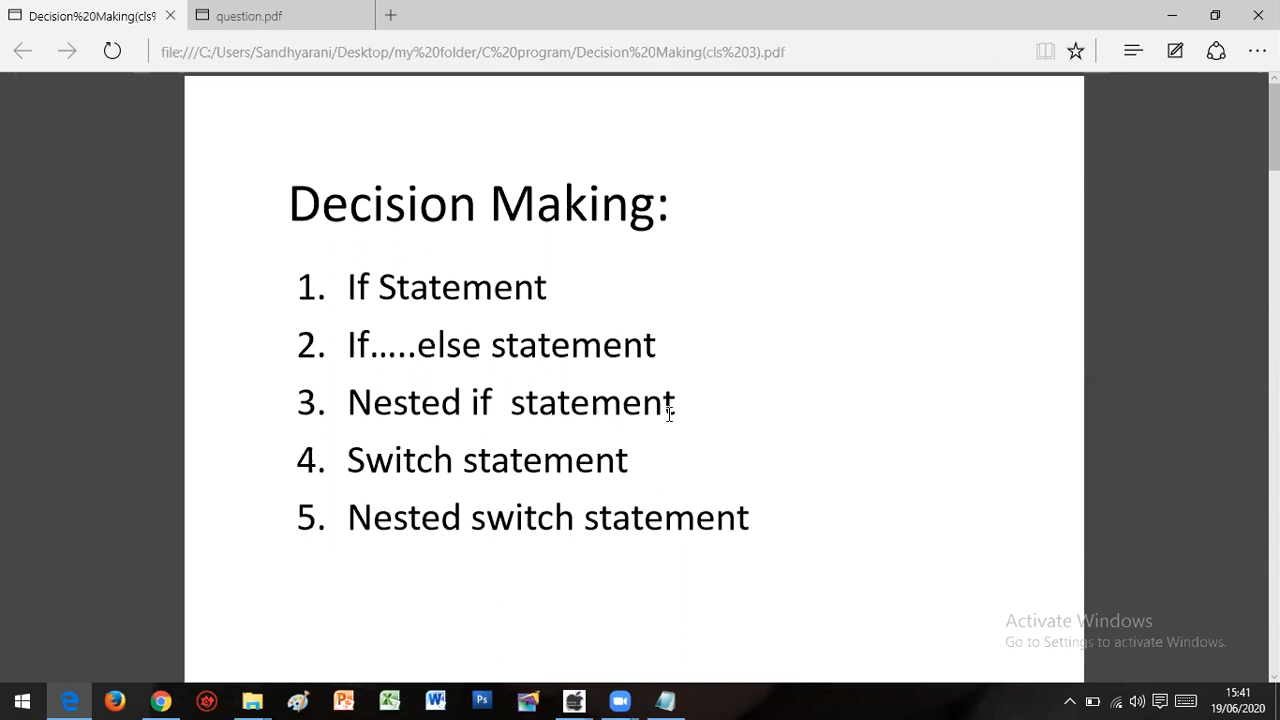 Decision%20Making(cls%
question.pdf
file:///C:/Users/Sandhyarani/Desktop/my%20folder/C%20program/Decision%20Making(cls%203).pdf
Decision Making:
1. If Statement
2. If.....else statement
3. Nested if statement
4. Switch statement
5. Nested switch statement
Activate Windows
Go to Settings to activate Windows.
15:41
19/06/2020